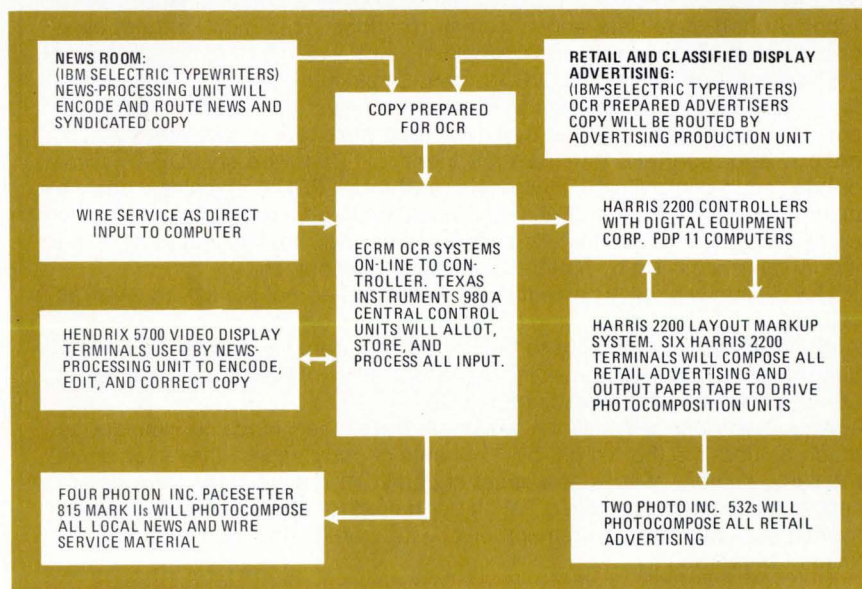 NEWS ROOM:
(IBM SELECTRIC TYPEWRITERS)
NEWS-PROCESSING UNIT WILL
ENCODE AND ROUTE NEWS AND
SYNDICATED COPY
COPY PREPARED
FOR OCR
RETAIL AND CLASSIFIED DISPLAY
ADVERTISING:
(IBM-SELECTRIC TYPEWRITERS)
OCR PREPARED ADVERTISERS
COPY WILL BE ROUTED BY
ADVERTISING PRODUCTION UNIT
WIRE SERVICE AS DIRECT
INPUT TO COMPUTER
ECRM OCR SYSTEMS
ON-LINE TO CON-
TROLLER. TEXAS
INSTRUMENTS 980 A
CENTRAL CONTROL
UNITS WILL ALLOT,
STORE, AND
PROCESS ALL INPUT.
HARRIS 2200 CONTROLLERS
WITH DIGITAL EQUIPMENT
CORP. PDP 11 COMPUTERS
HENDRIX 5700 VIDEO DISPLAY
TERMINALS USED BY NEWS-
PROCESSING UNIT TO ENCODE,
EDIT, AND CORRECT COPY
HARRIS 2200 LAYOUT MARKUP
SYSTEM. SIX HARRIS 2200
TERMINALS WILL COMPOSE ALL
RETAIL ADVERTISING AND
OUTPUT PAPER TAPE TO DRIVE
PHOTOCOMPOSITION UNITS
FOUR PHOTON INC. PACESETTER
815 MARK IIs WILL PHOTOCOMPOSE
ALL LOCAL NEWS AND WIRE
SERVICE MATERIAL
TWO PHOTO INC. 532s WILL
PHOTOCOMPOSE ALL RETAIL
ADVERTISING